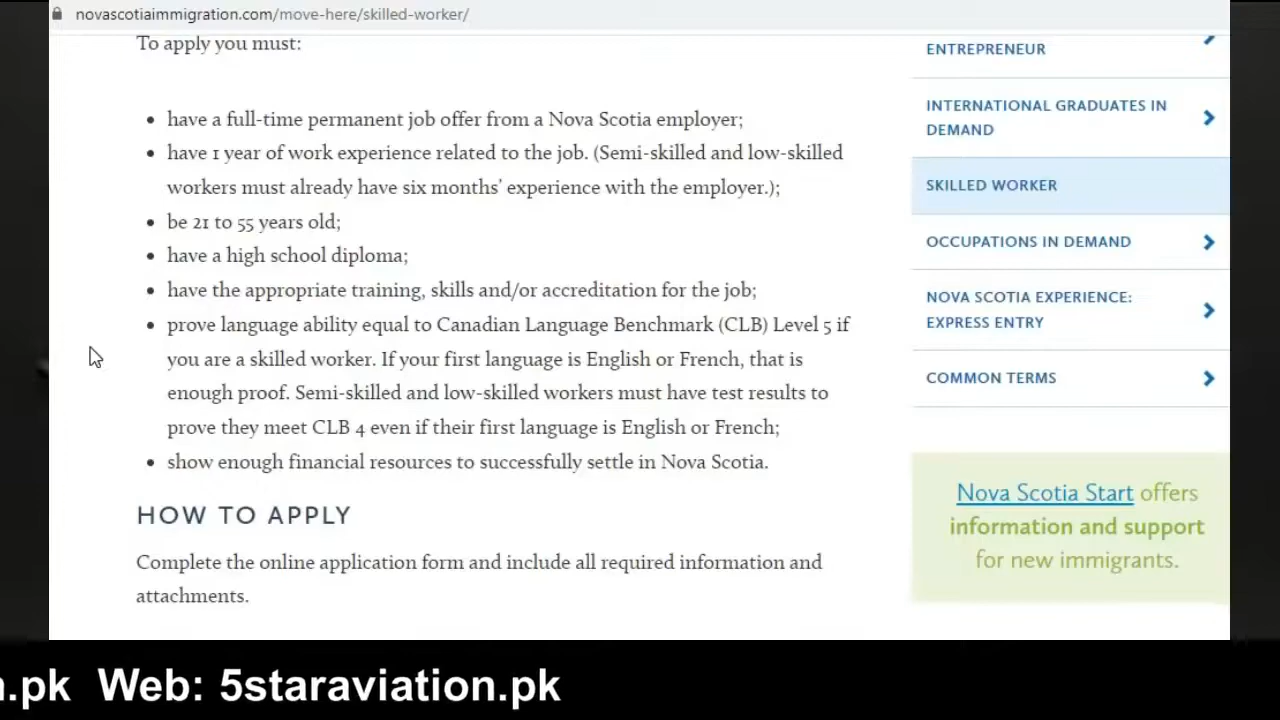 novascotiaimmigration.com/move-here/skilled-worker/
To apply you must:
• have a full-time permanent job offer from a Nova Scotia employer;
• have 1 year of work experience related to the job. (Semi-skilled and low-skilled
workers must already have six months' experience with the employer.);
• be 21 to 55 years old;
• have a high school diploma;
• have the appropriate training, skills and/or accreditation for the job;
• prove language ability equal to Canadian Language Benchmark (CLB) Level 5 if
you are a skilled worker. If your first language is English or French, that is
enough proof. Semi-skilled and low-skilled workers must have test results to
prove they meet CLB 4 even if their first language is English or French;
• show enough financial resources to successfully settle in Nova Scotia.
HOW TO APPLY
Complete the online application form and include all required information and
attachments.
ENTREPRENEUR
INTERNATIONAL GRADUATES IN
DEMAND
SKILLED WORKER
OCCUPATIONS IN DEMAND
NOVA SCOTIA EXPERIENCE:
EXPRESS ENTRY
COMMON TERMS
Nova Scotia Start offers
information and support
for new immigrants.
n.pk Web: 5staraviation.pk